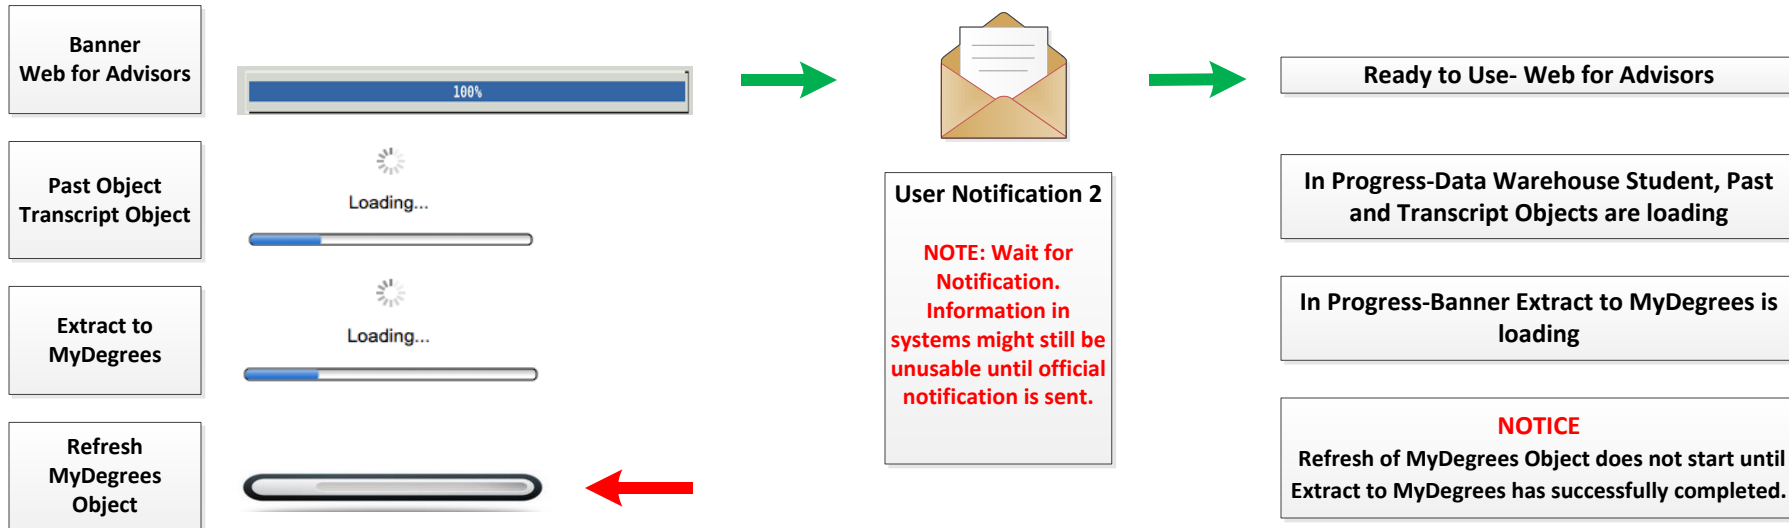 Banner
Web for Advisors
100%
Ready to Use- Web for Advisors
Past Object
Transcript Object
Loading...
User Notification 2
NOTE: Wait for
Notification.
Information in
systems might still be
unusable until official
notification is sent.
In Progress-Data Warehouse Student, Past
and Transcript Objects are loading
Extract to
MyDegrees
Loading...
In Progress-Banner Extract to MyDegrees is
loading
Refresh
MyDegrees
Object
NOTICE
Refresh of MyDegrees Object does not start until
Extract to MyDegrees has successfully completed.